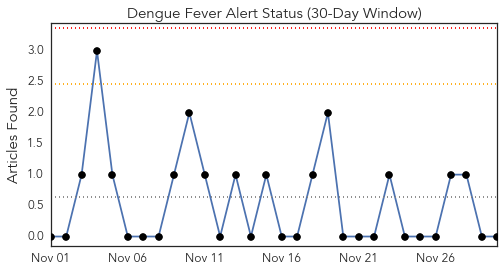 Dengue Fever Alert Status (30-Day Window)
Articles Found
3.0
2.5
2.0
1.5
1.0
0.5
0.0
Nov 01 Nov 06 Nov 11 Nov 16 Nov 21 Nov 26